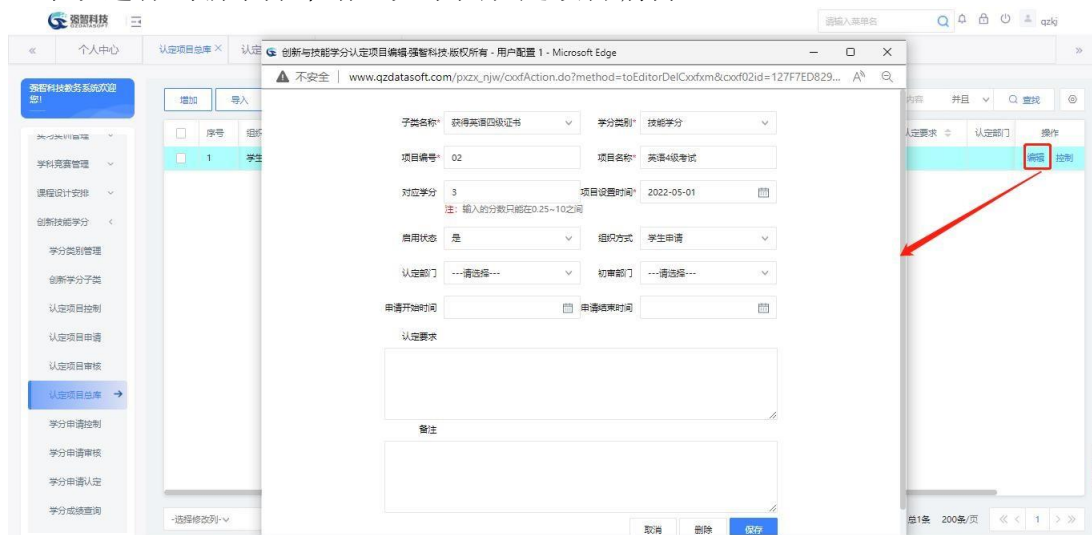 强智科技
QZDATASOFT
请输入菜单名
qzkj
« 个人中心 认定项目总库 × 认定 »
强智科技教务系统欢迎您!
实习实训管理
学科竞赛管理
课程设计安排
创新技能学分
学分类别管理
创新学分子类
认定项目控制
认定项目申请
认定项目审核
认定项目总库 →
学分申请控制
学分申请审核
学分申请认定
学分成绩查询
增加 导入
内容 并且 查找
序号 组织
认定要求 认定部门 操作
1 学生
编辑 控制
创新与技能学分认定项目编辑-强智科技-版权所有 - 用户配置 1 - Microsoft Edge
不安全 | www.qzdatasoft.com/pxzx_njw/cxxfAction.do?method=toEditorDelCxxfxm&cxxf02id=127F7ED829...
子类名称* 获得英语四级证书 学分类别* 技能学分
项目编号* 02 项目名称* 英语4级考试
对应学分 3 项目设置时间* 2022-05-01
注:输入的分数只能在0.25~10之间
启用状态 是 组织方式 学生申请
认定部门 ---请选择--- 初审部门 ---请选择---
申请开始时间 申请结束时间
认定要求
备注
取消 删除 保存
-选择修改列-
总1条 200条/页 « < 1 > »